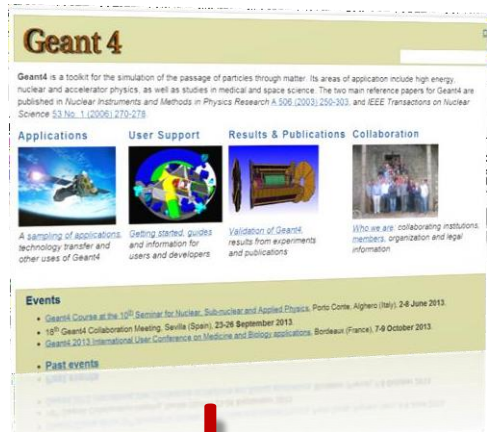 Geant 4
Geant4 is a toolkit for the simulation of the passage of particles through matter. Its areas of application include high energy,
nuclear and accelerator physics, as well as studies in medical and space science. The two main reference papers for Geant4 are
published in Nuclear Instruments and Methods in Physics Research A 506 (2003) 250-303, and IEEE Transactions on Nuclear
Science 53 No. 1 (2006) 270-278.
Applications
A sampling of applications,
technology transfer and
other uses of Geant4
User Support
Getting started, guides
and information for
users and developers
Results & Publications
Validation of Geant4,
results from experiments
and publications
Collaboration
Who we are: collaborating institutions,
members, organization and legal
information
Events
• Geant4 Course at the 10th Seminar for Nuclear, Sub-nuclear and Applied Physics, Porto Conte, Alghero (Italy), 2-8 June 2013.
• 18th Geant4 Collaboration Meeting, Sevilla (Spain), 23-26 September 2013.
• Geant4 2013 International User Conference on Medicine and Biology applications, Bordeaux (France), 7-9 October 2013.
• Past events